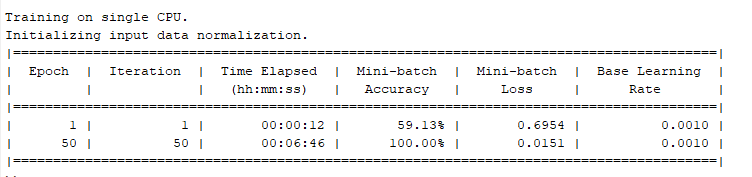 Training on single CPU.
Initializing input data normalization.
|========================================================================================|
| Epoch | Iteration | Time Elapsed | Mini-batch | Mini-batch | Base Learning |
| | | (hh:mm:ss) | Accuracy | Loss | Rate |
|========================================================================================|
| 1 | 1 | 00:00:12 | 59.13% | 0.6954 | 0.0010 |
| 50 | 50 | 00:06:46 | 100.00% | 0.0151 | 0.0010 |
|========================================================================================|